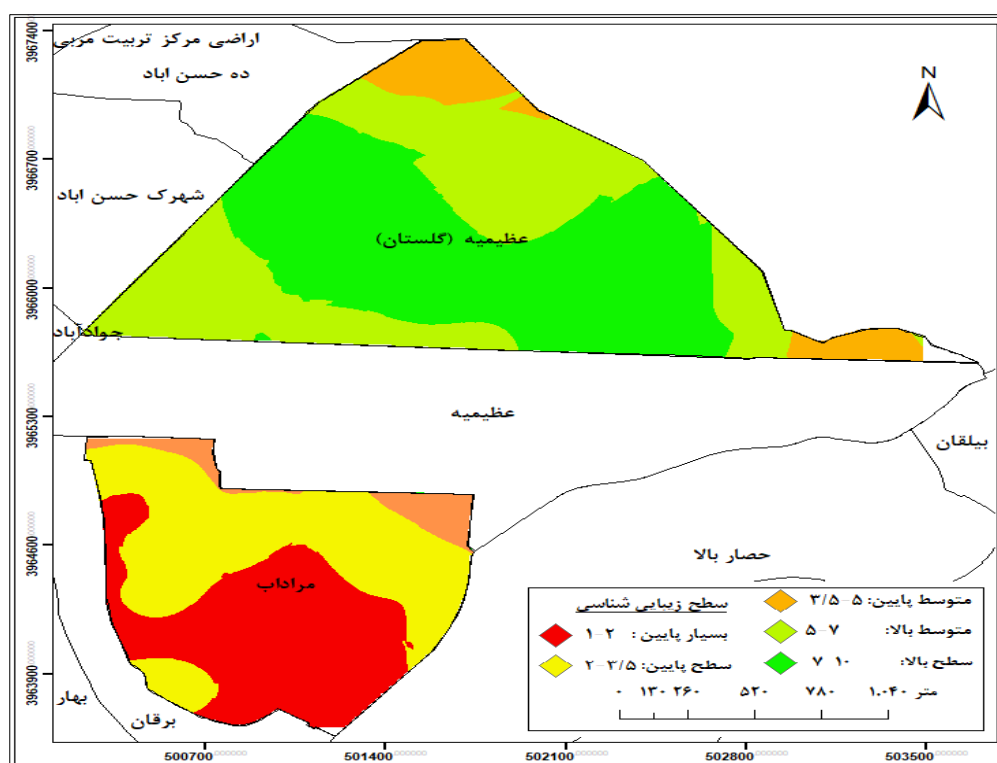 اراضی مرکز تربیت مربی
ده حسن اباد
N
شهرک حسن اباد
عظیمیه (گلستان)
جوادآباد
عظیمیه
بیلقان
حصار بالا
مراداب
بهار
برقان
سطح زیبایی شناسی
بسیار پایین : ۱-۲
سطح پایین: ۲-۳/۵
متوسط پایین: ۳/۵-۵
متوسط بالا: ۵-۷
سطح بالا: ۷ ۱۰
۰ ۱۳۰ ۲۶۰ ۵۲۰ ۷۸۰ ۱.۰۴۰ متر
3967400
3966700
3966000
3965300
3964600
3963900
500700 501400 502100 502800 503500